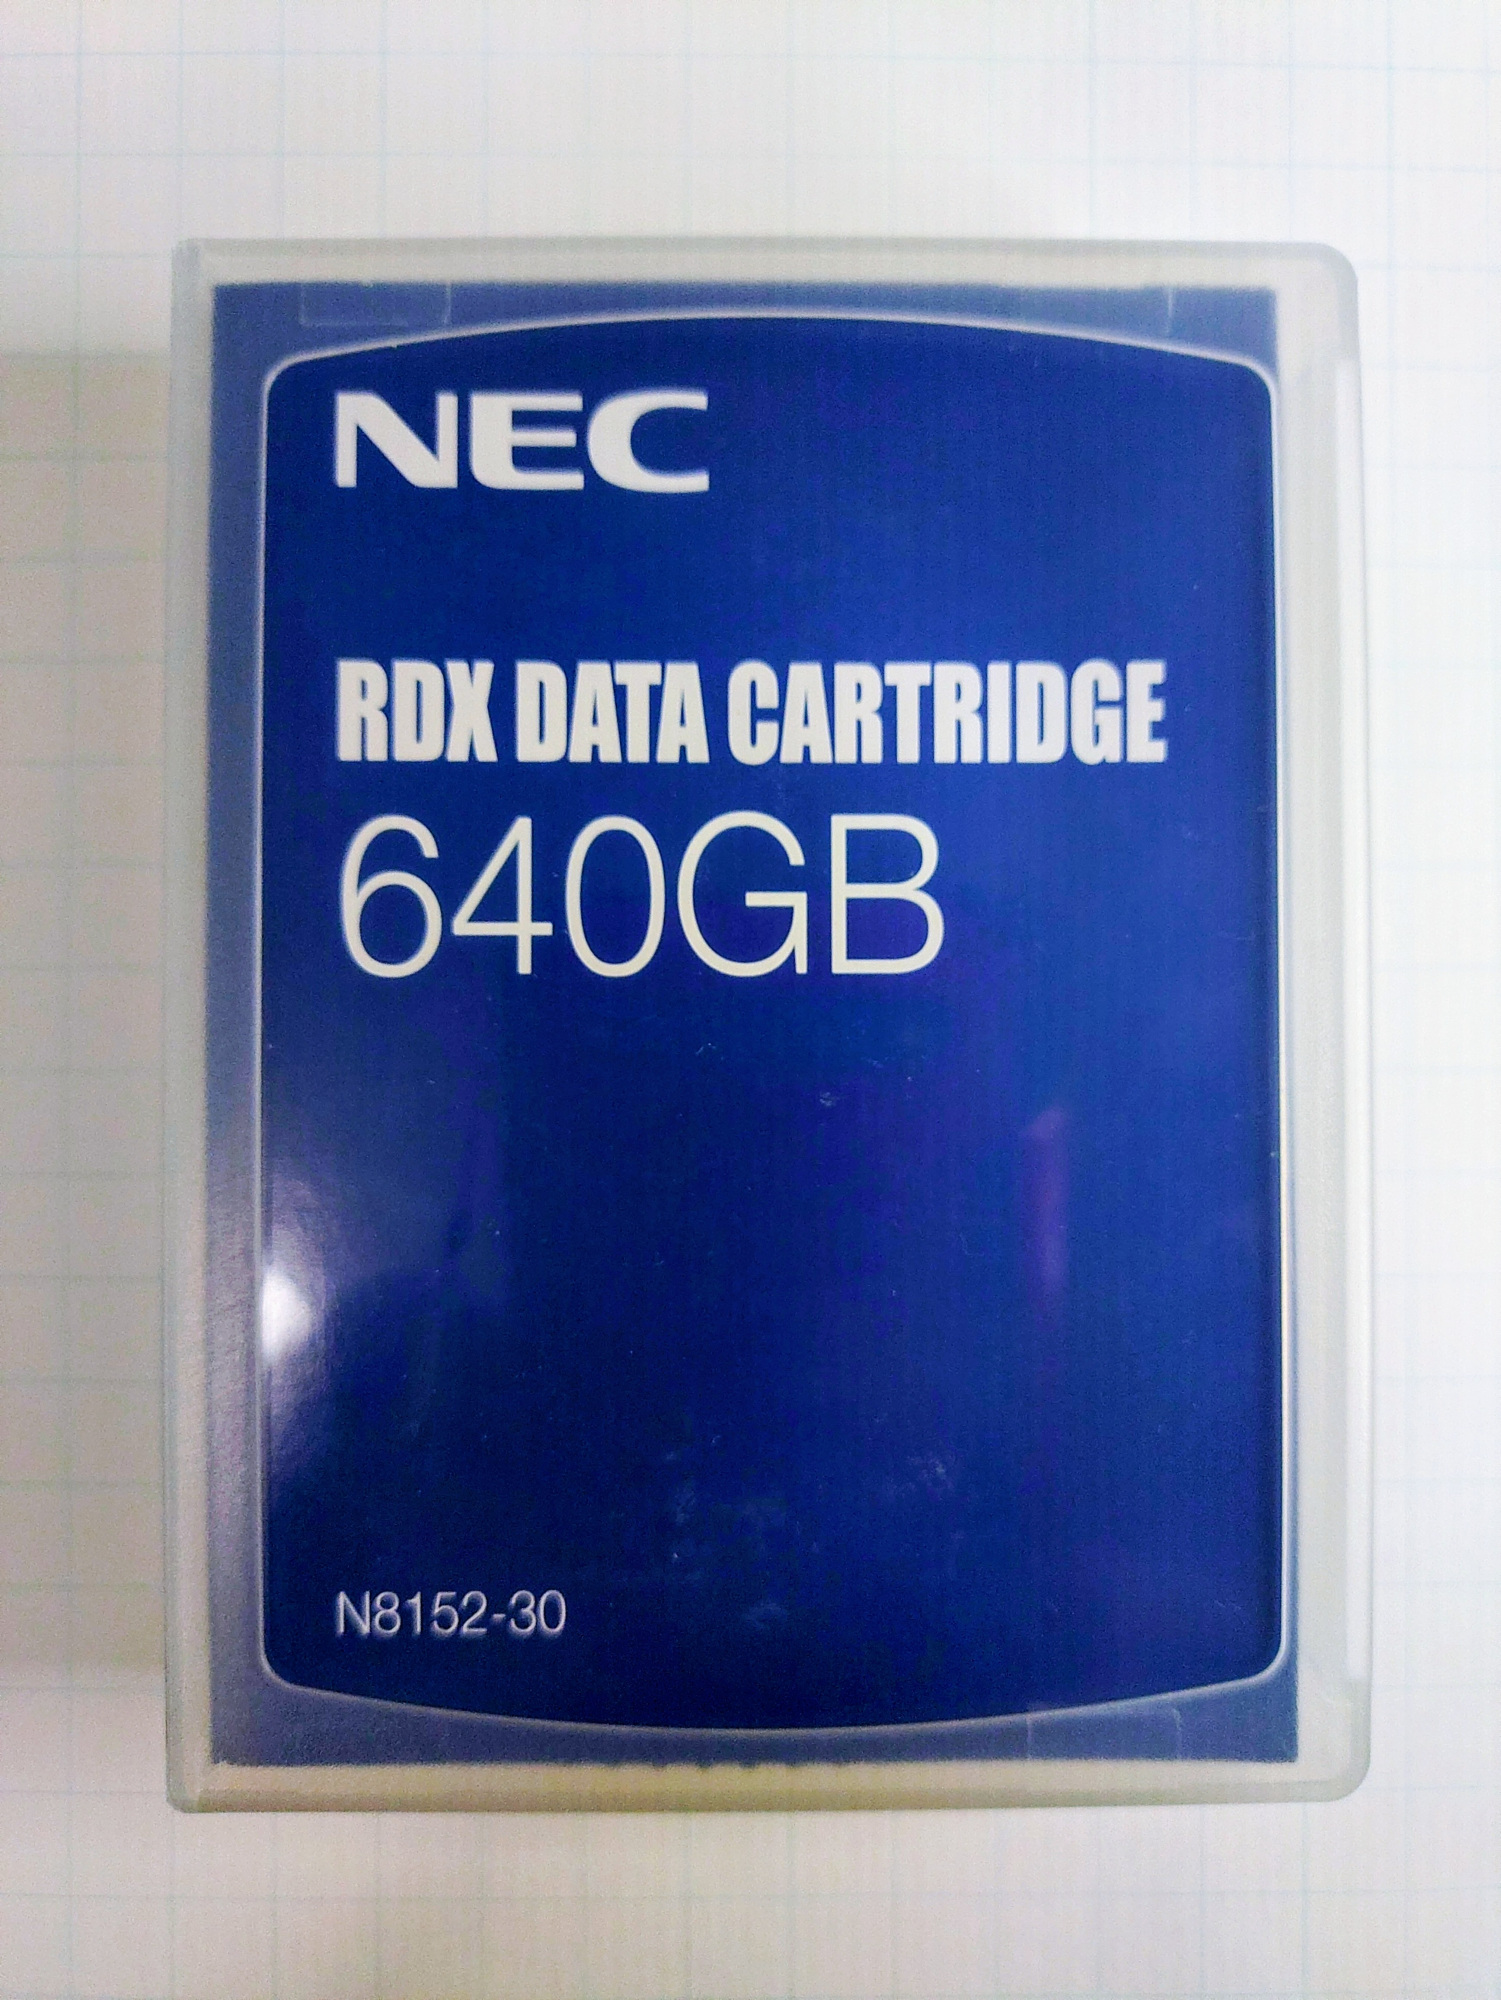 NEC
RDX DATA CARTRIDGE
640GB
N8152-30